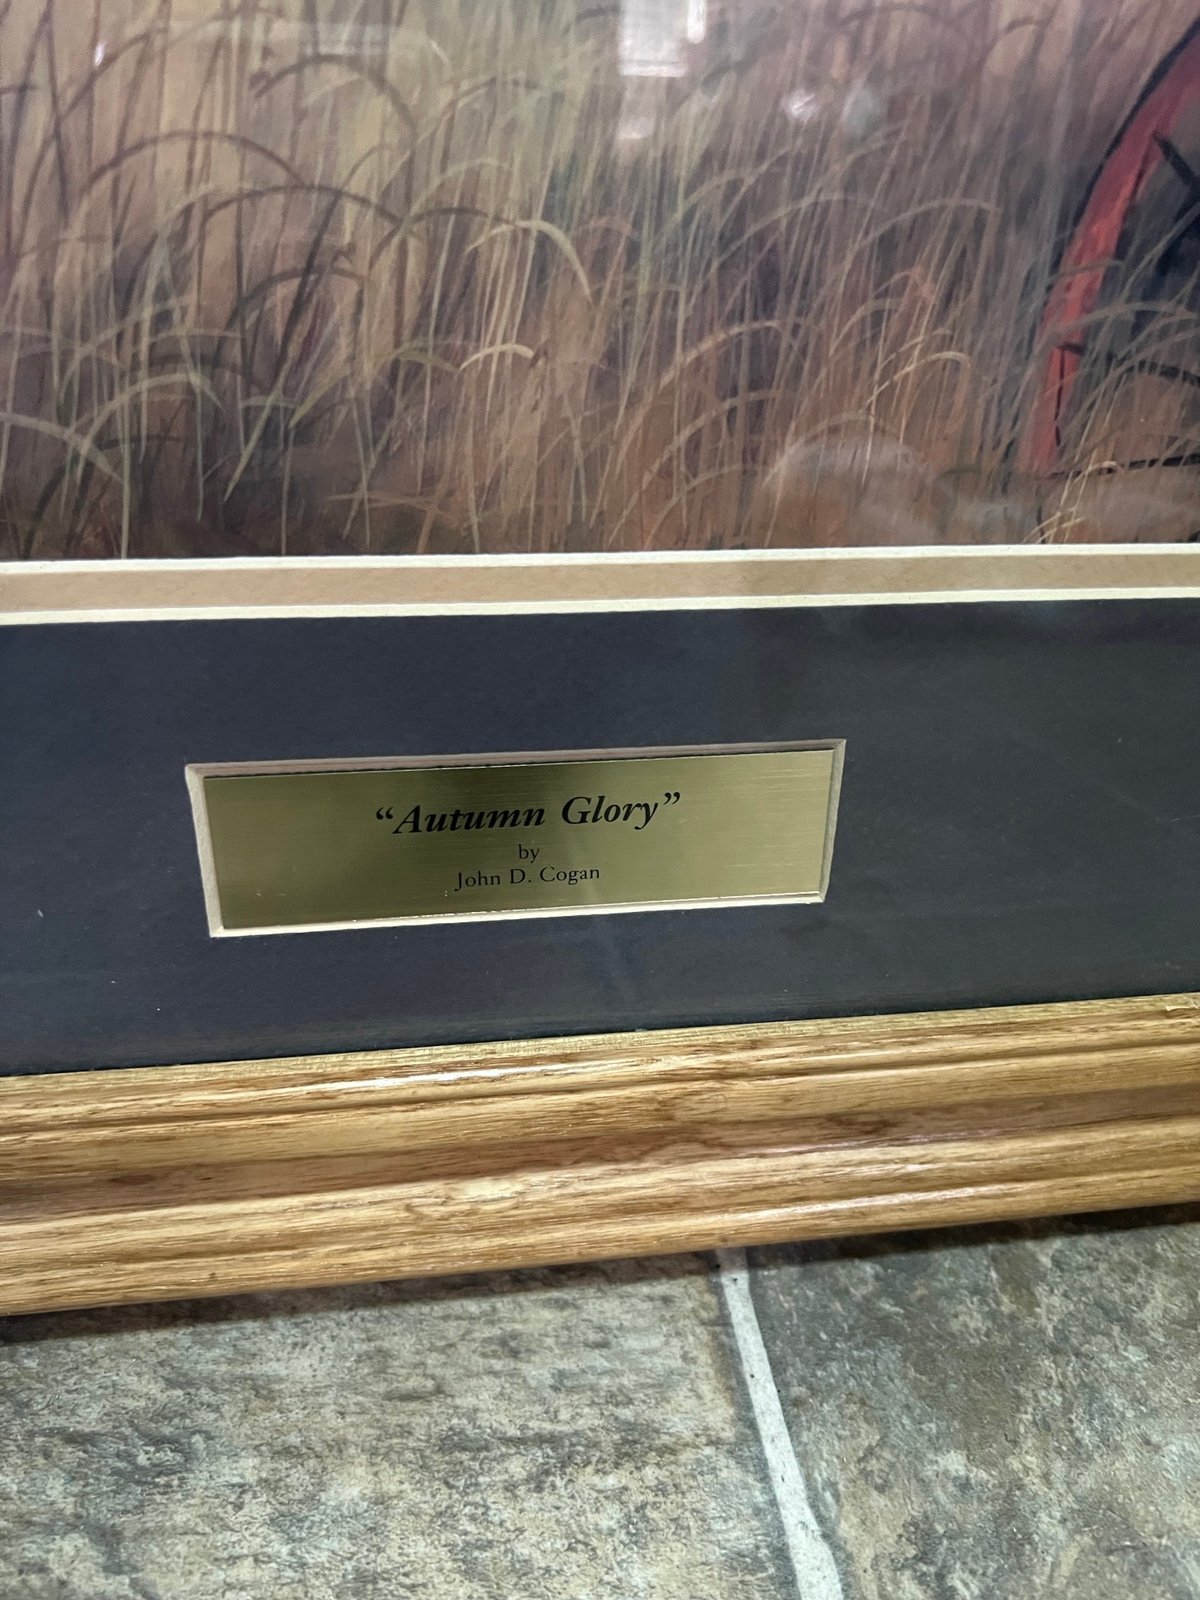 “Autumn Glory”
by
John D. Cogan